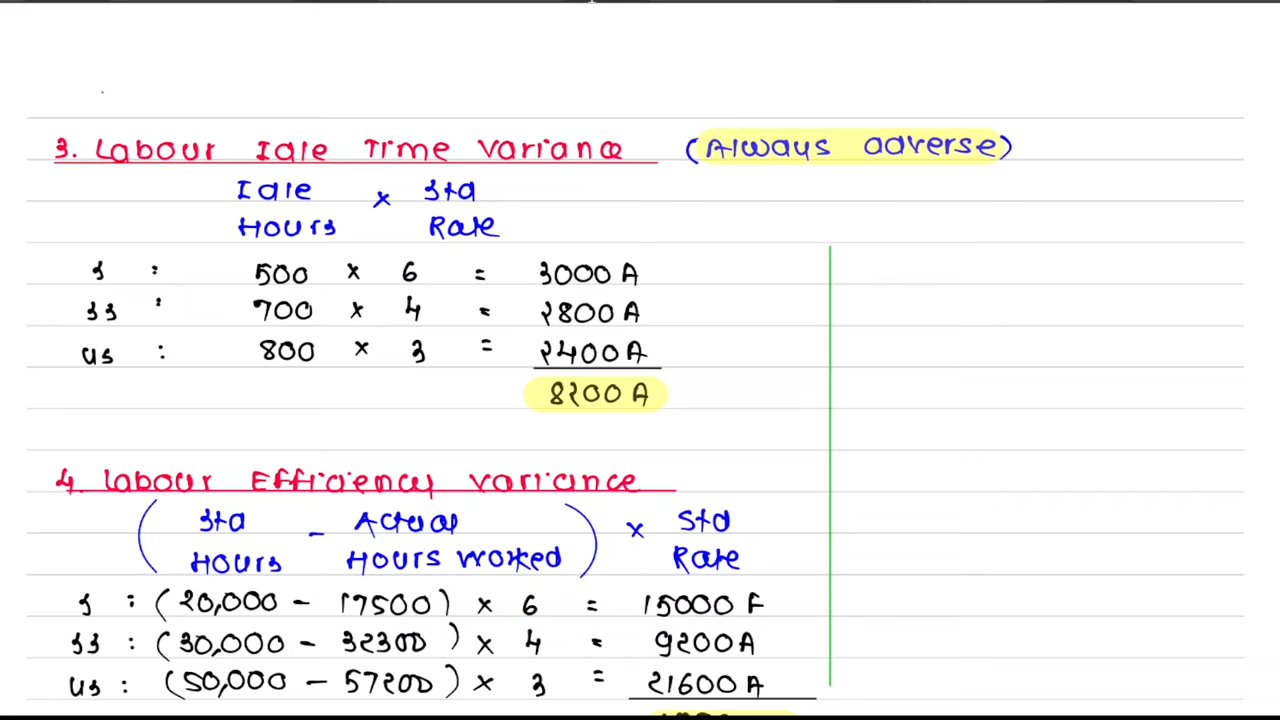 3. Labour Idle Time Variance (Always adverse)
Idle Hours × Std Rate
S : 500 × 6 = 3000 A
SS : 700 × 4 = 2800 A
US : 800 × 3 = 2400 A
8200 A
4. Labour Efficiency Variance
(Std Hours - Actual Hours Worked) × Std Rate
S : (20,000 - 17500) × 6 = 15000 F
SS : (30,000 - 32300) × 4 = 9200 A
US : (50,000 - 57200) × 3 = 21600 A